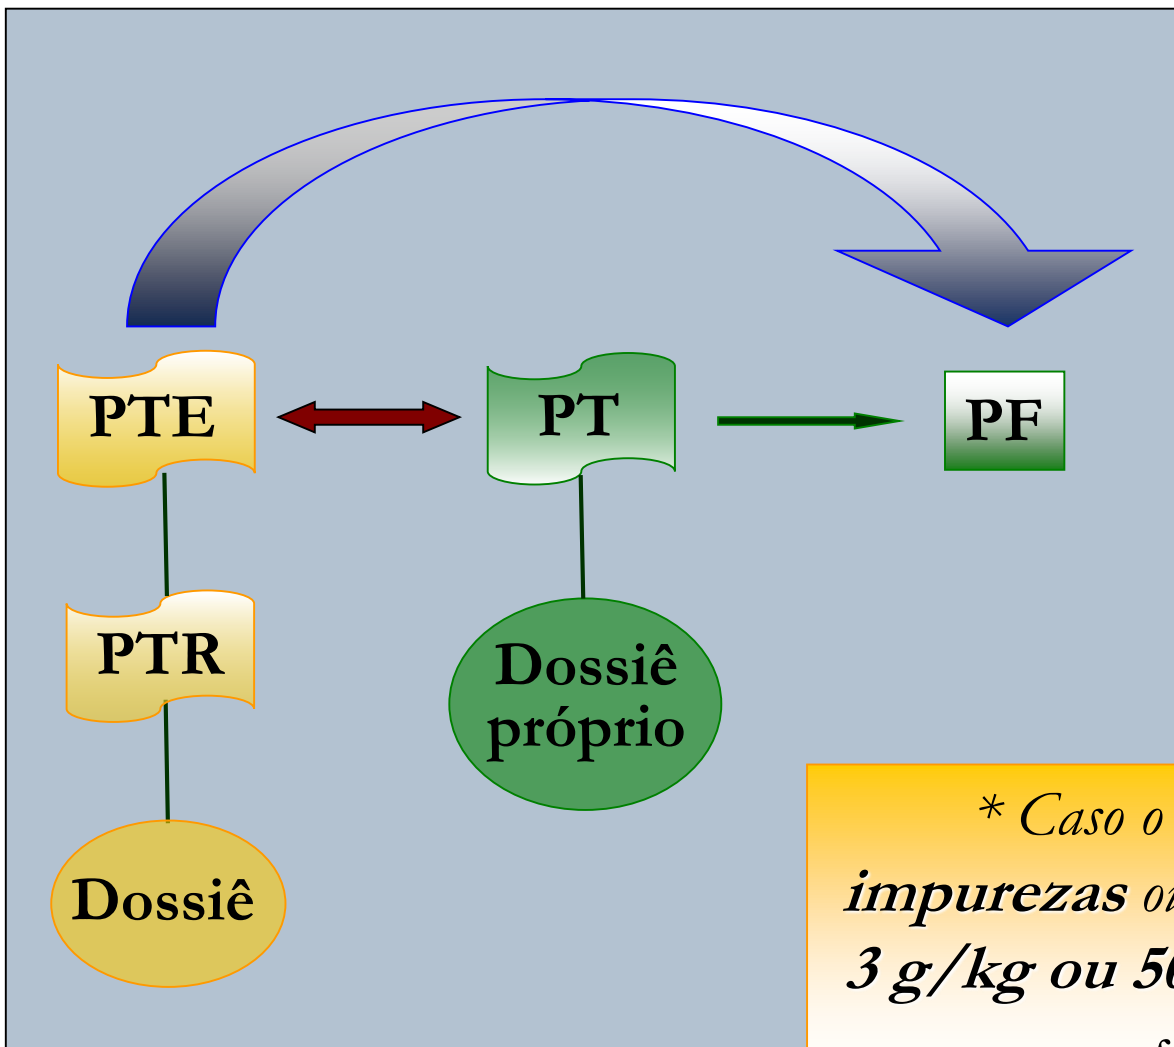 PTE
PT
PF
PTR
Dossiê
próprio
Dossiê
* Caso o
impurezas
3 g/kg ou